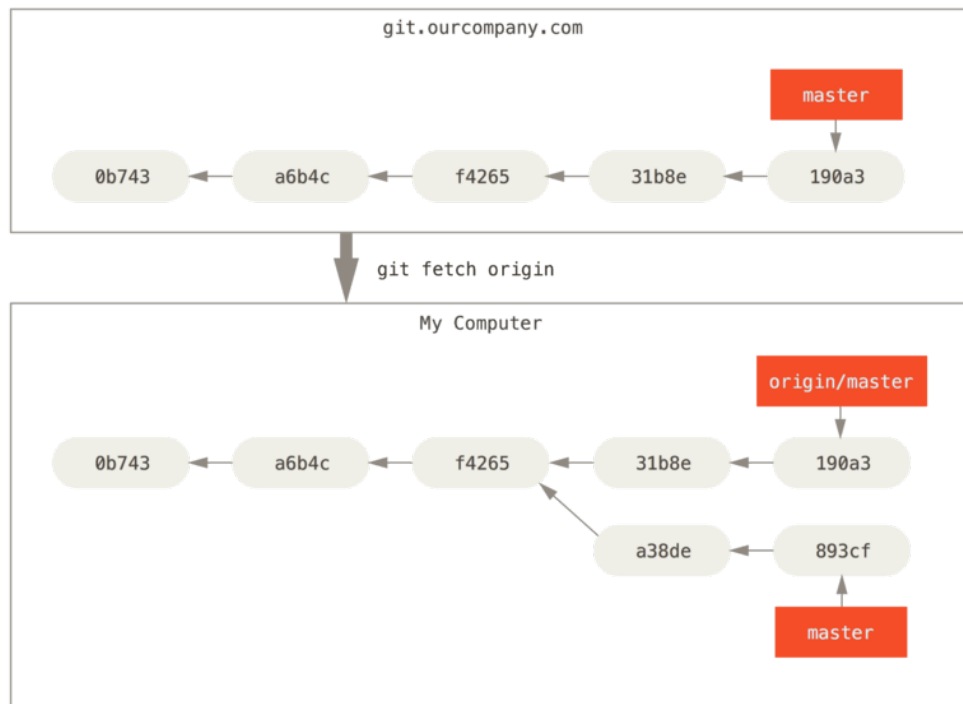 git.ourcompany.com
master
0b743
a6b4c
f4265
31b8e
190a3
git fetch origin
My Computer
origin/master
0b743
a6b4c
f4265
31b8e
190a3
a38de
893cf
master